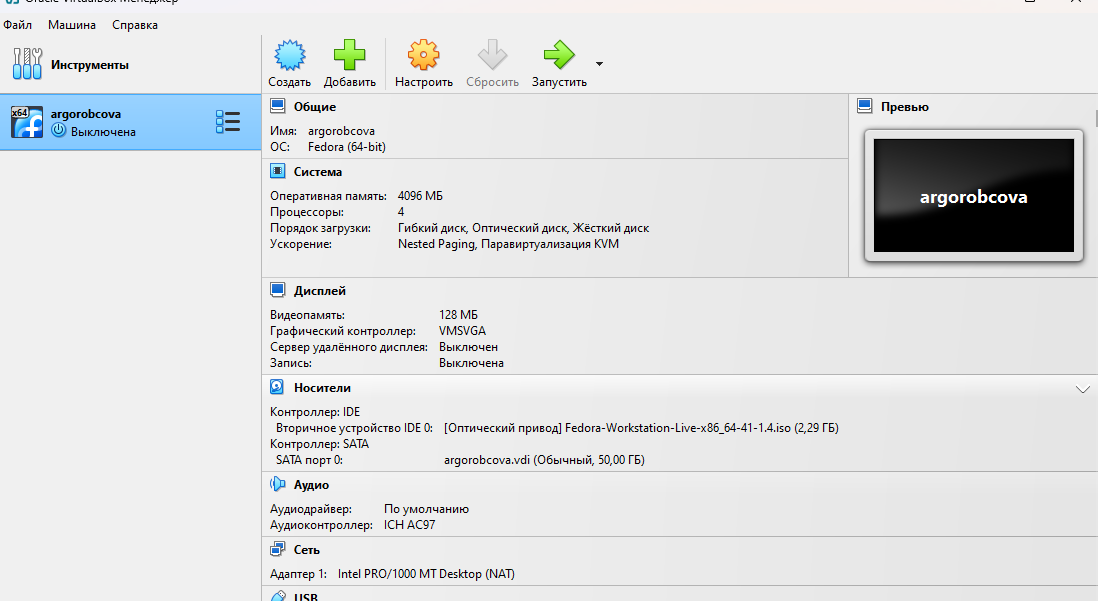 Oracle VirtualBox Менеджер
Файл Машина Справка
Инструменты
Создать Добавить Настроить Сбросить Запустить
x64
argorobcova
Выключена
Общие
Имя: argorobcova
ОС: Fedora (64-bit)
Превью
argorobcova
Система
Оперативная память: 4096 МБ
Процессоры: 4
Порядок загрузки: Гибкий диск, Оптический диск, Жёсткий диск
Ускорение: Nested Paging, Паравиртуализация KVM
Дисплей
Видеопамять: 128 МБ
Графический контроллер: VMSVGA
Сервер удалённого дисплея: Выключен
Запись: Выключена
Носители
Контроллер: IDE
Вторичное устройство IDE 0: [Оптический привод] Fedora-Workstation-Live-x86_64-41-1.4.iso (2,29 ГБ)
Контроллер: SATA
SATA порт 0: argorobcova.vdi (Обычный, 50,00 ГБ)
Аудио
Аудиодрайвер: По умолчанию
Аудиоконтроллер: ICH AC97
Сеть
Адаптер 1: Intel PRO/1000 MT Desktop (NAT)
USB